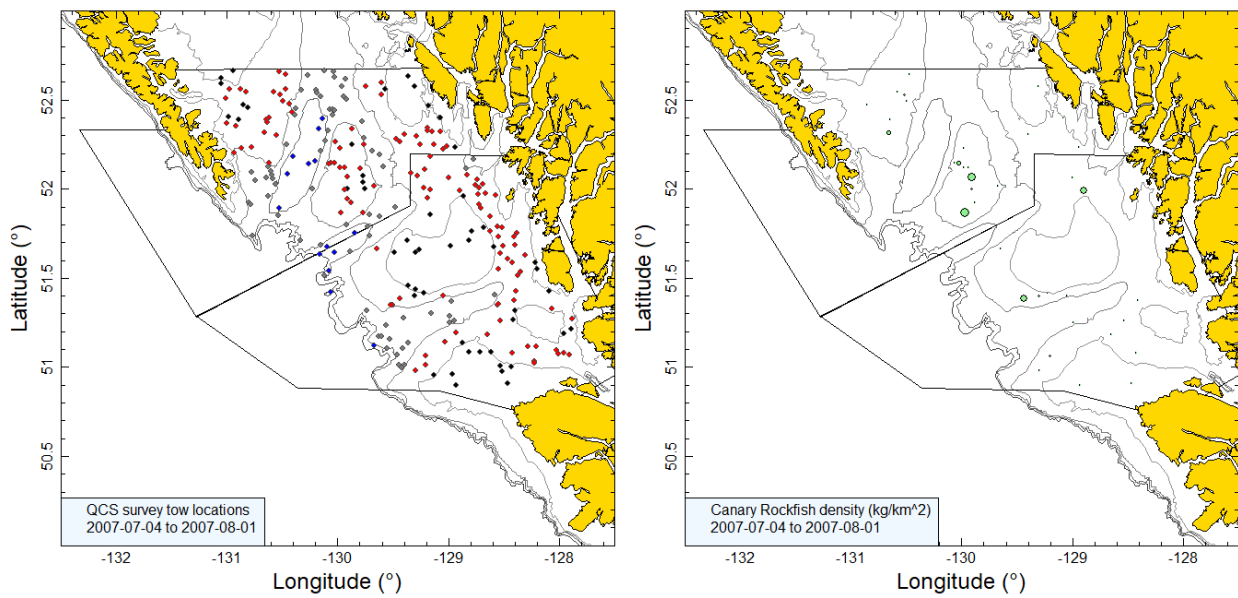 52.5
52
51.5
51
50.5
Latitude (°)
QCS survey tow locations
2007-07-04 to 2007-08-01
-132
-131
-130
-129
-128
Longitude (°)
52.5
52
51.5
51
50.5
Latitude (°)
Canary Rockfish density (kg/km^2)
2007-07-04 to 2007-08-01
-132
-131
-130
-129
-128
Longitude (°)